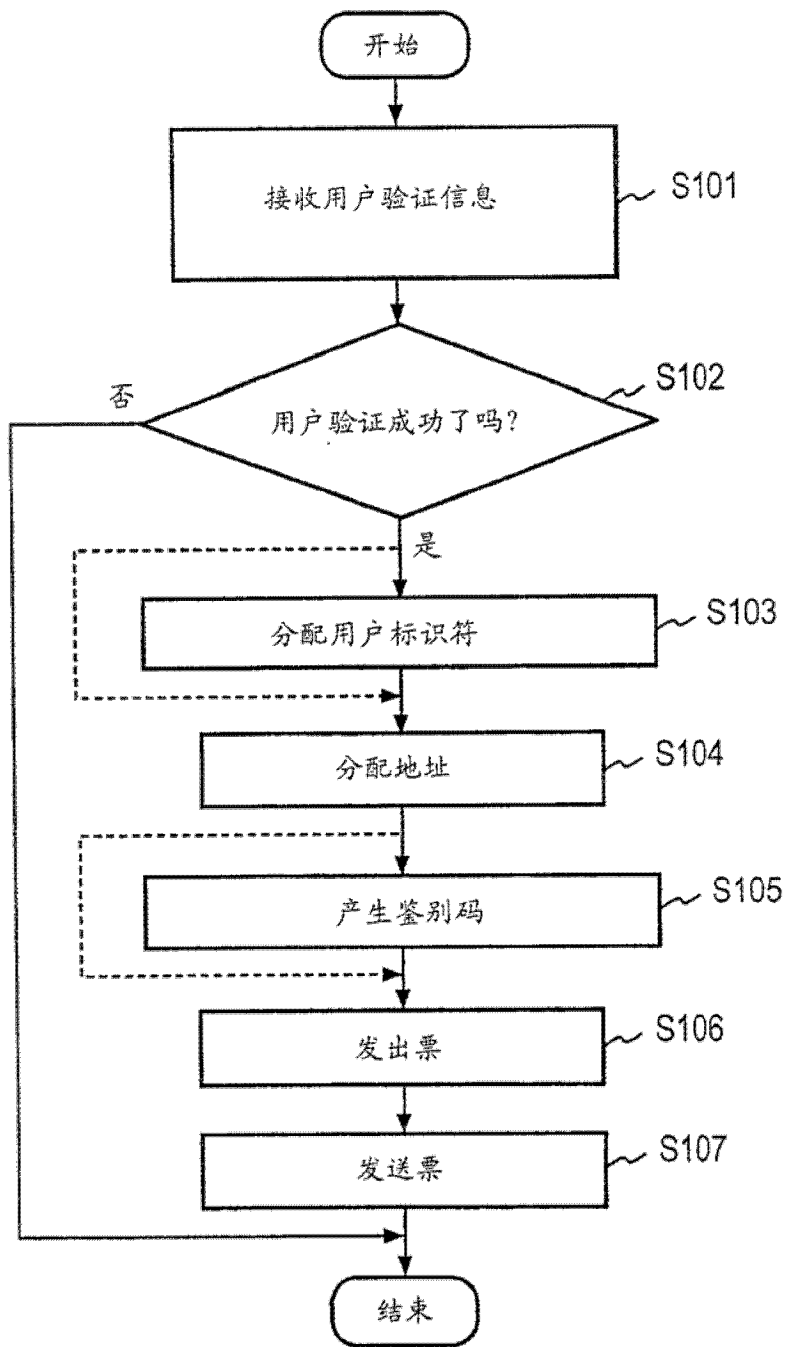 开始
接收用户验证信息
S101
用户验证成功了吗?
S102
否
是
分配用户标识符
S103
分配地址
S104
产生鉴别码
S105
发出票
S106
发送票
S107
结束